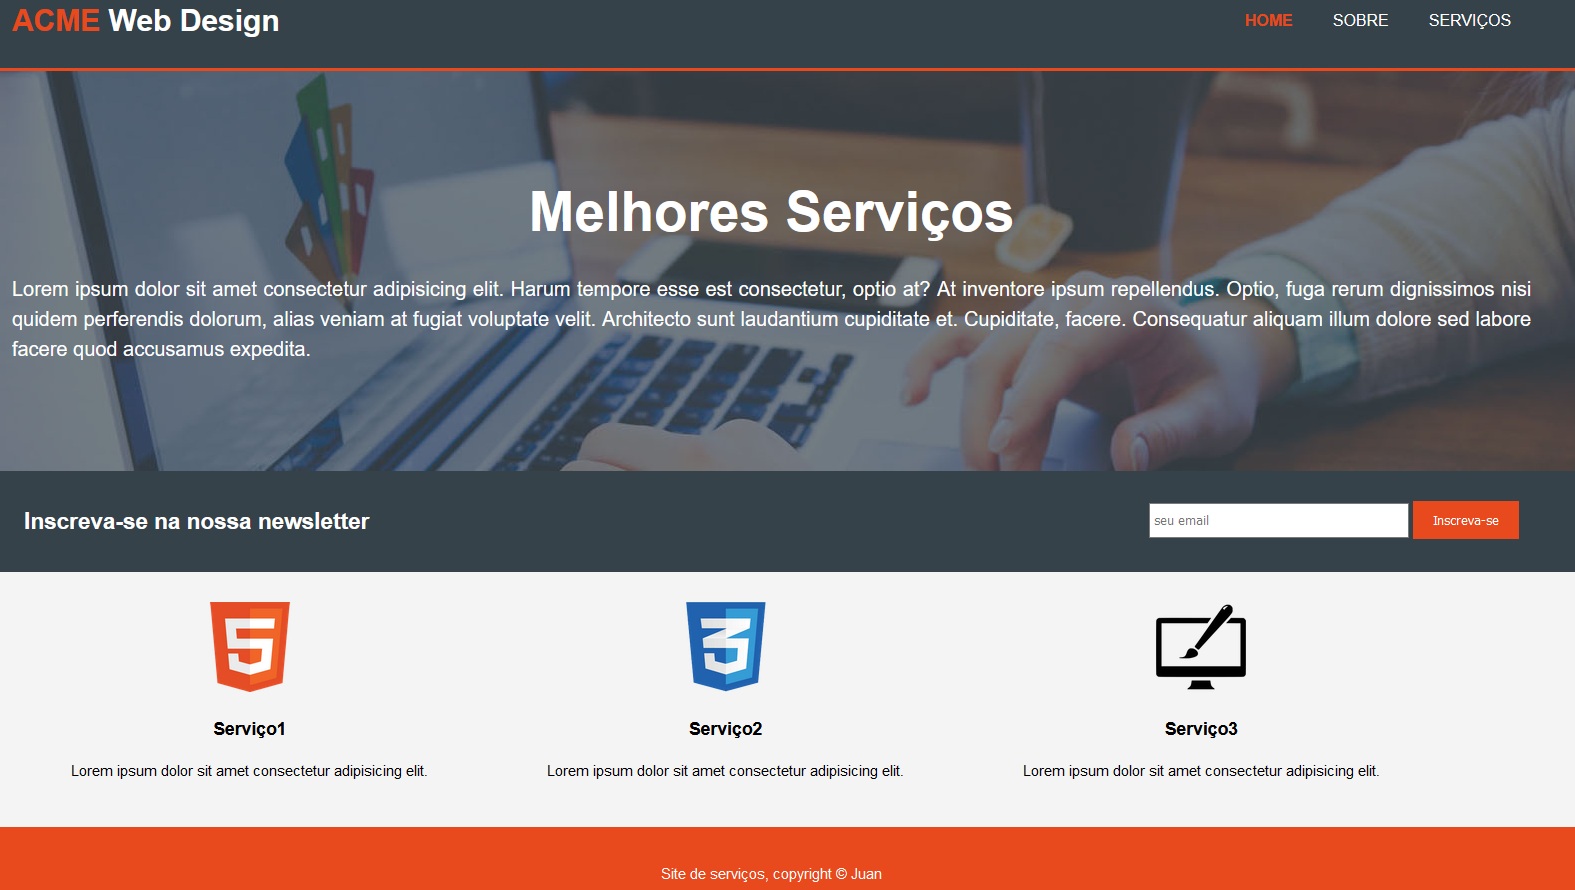 ACME Web Design
HOME SOBRE SERVIÇOS
Melhores Serviços
Lorem ipsum dolor sit amet consectetur adipisicing elit. Harum tempore esse est consectetur, optio at? At inventore ipsum repellendus. Optio, fuga rerum dignissimos nisi
quidem perferendis dolorum, alias veniam at fugiat voluptate velit. Architecto sunt laudantium cupiditate et. Cupiditate, facere. Consequatur aliquam illum dolore sed labore
facere quod accusamus expedita.
Inscreva-se na nossa newsletter
seu email
Inscreva-se
Serviço1
Lorem ipsum dolor sit amet consectetur adipisicing elit.
Serviço2
Lorem ipsum dolor sit amet consectetur adipisicing elit.
Serviço3
Lorem ipsum dolor sit amet consectetur adipisicing elit.
Site de serviços, copyright © Juan